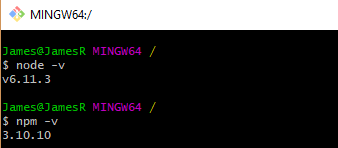 MINGW64:/
James@JamesR MINGW64 /
$ node -v
v6.11.3
James@JamesR MINGW64 /
$ npm -v
3.10.10